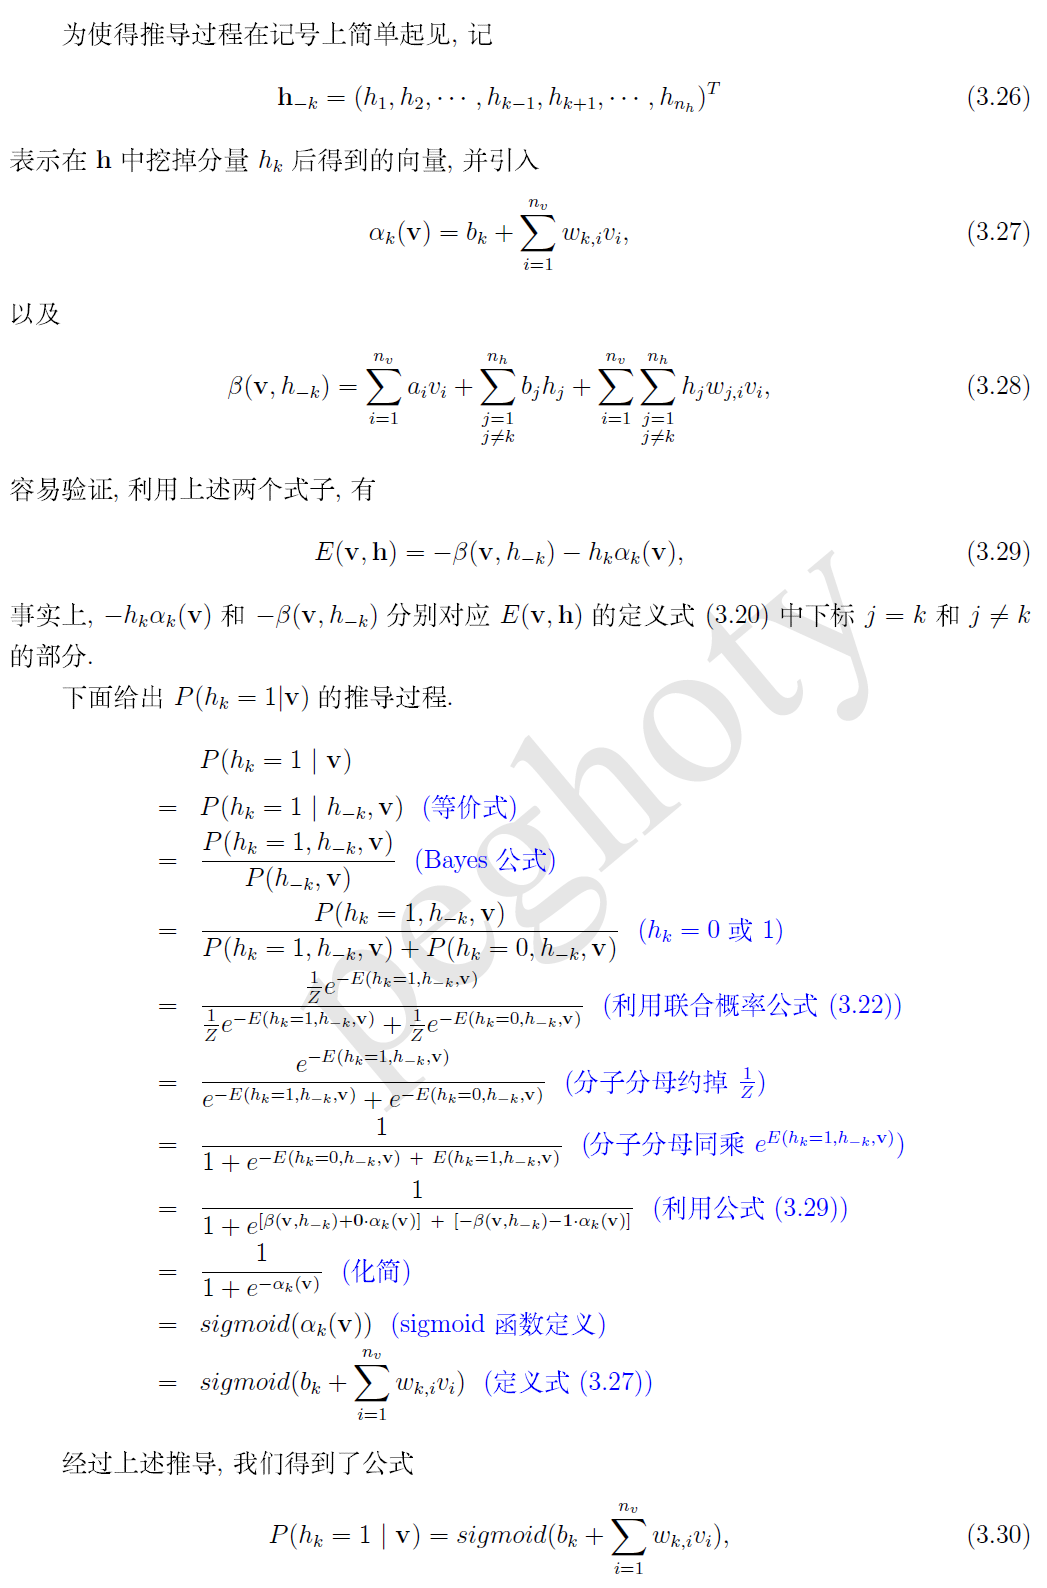 为使得推导过程在记号上简单起见, 记
$\mathbf{h}_{-k} = (h_1, h_2, \cdots, h_{k-1}, h_{k+1}, \cdots, h_{n_h})^T$ (3.26)
表示在 $\mathbf{h}$ 中挖掉分量 $h_k$ 后得到的向量, 并引入
$\alpha_k(\mathbf{v}) = b_k + \sum_{i=1}^{n_v} w_{k,i} v_i,$ (3.27)
以及
$\beta(\mathbf{v}, h_{-k}) = \sum_{i=1}^{n_v} a_i v_i + \sum_{\substack{j=1 \\ j \neq k}}^{n_h} b_j h_j + \sum_{i=1}^{n_v} \sum_{\substack{j=1 \\ j \neq k}}^{n_h} h_j w_{j,i} v_i,$ (3.28)
容易验证, 利用上述两个式子, 有
$E(\mathbf{v}, \mathbf{h}) = -\beta(\mathbf{v}, h_{-k}) - h_k \alpha_k(\mathbf{v}),$ (3.29)
事实上, $-h_k \alpha_k(\mathbf{v})$ 和 $-\beta(\mathbf{v}, h_{-k})$ 分别对应 $E(\mathbf{v}, \mathbf{h})$ 的定义式 (3.20) 中下标 $j = k$ 和 $j \neq k$
的部分.
下面给出 $P(h_k = 1|\mathbf{v})$ 的推导过程.
$P(h_k = 1 \mid \mathbf{v})$
$= P(h_k = 1 \mid h_{-k}, \mathbf{v})$ (等价式)
$= \frac{P(h_k = 1, h_{-k}, \mathbf{v})}{P(h_{-k}, \mathbf{v})}$ (Bayes 公式)
$= \frac{P(h_k = 1, h_{-k}, \mathbf{v})}{P(h_k = 1, h_{-k}, \mathbf{v}) + P(h_k = 0, h_{-k}, \mathbf{v})}$ ($h_k = 0$ 或 1)
$= \frac{\frac{1}{Z} e^{-E(h_k=1, h_{-k}, \mathbf{v})}}{\frac{1}{Z} e^{-E(h_k=1, h_{-k}, \mathbf{v})} + \frac{1}{Z} e^{-E(h_k=0, h_{-k}, \mathbf{v})}}$ (利用联合概率公式 (3.22))
$= \frac{e^{-E(h_k=1, h_{-k}, \mathbf{v})}}{e^{-E(h_k=1, h_{-k}, \mathbf{v})} + e^{-E(h_k=0, h_{-k}, \mathbf{v})}}$ (分子分母约掉 $\frac{1}{Z}$)
$= \frac{1}{1 + e^{-E(h_k=0, h_{-k}, \mathbf{v}) + E(h_k=1, h_{-k}, \mathbf{v})}}$ (分子分母同乘 $e^{E(h_k=1, h_{-k}, \mathbf{v})}$)
$= \frac{1}{1 + e^{[\beta(\mathbf{v}, h_{-k}) + \mathbf{0} \cdot \alpha_k(\mathbf{v})] + [-\beta(\mathbf{v}, h_{-k}) - \mathbf{1} \cdot \alpha_k(\mathbf{v})]}}$ (利用公式 (3.29))
$= \frac{1}{1 + e^{-\alpha_k(\mathbf{v})}}$ (化简)
$= sigmoid(\alpha_k(\mathbf{v}))$ (sigmoid 函数定义)
$= sigmoid(b_k + \sum_{i=1}^{n_v} w_{k,i} v_i)$ (定义式 (3.27))
经过上述推导, 我们得到了公式
$P(h_k = 1 \mid \mathbf{v}) = sigmoid(b_k + \sum_{i=1}^{n_v} w_{k,i} v_i),$ (3.30)
peghoty